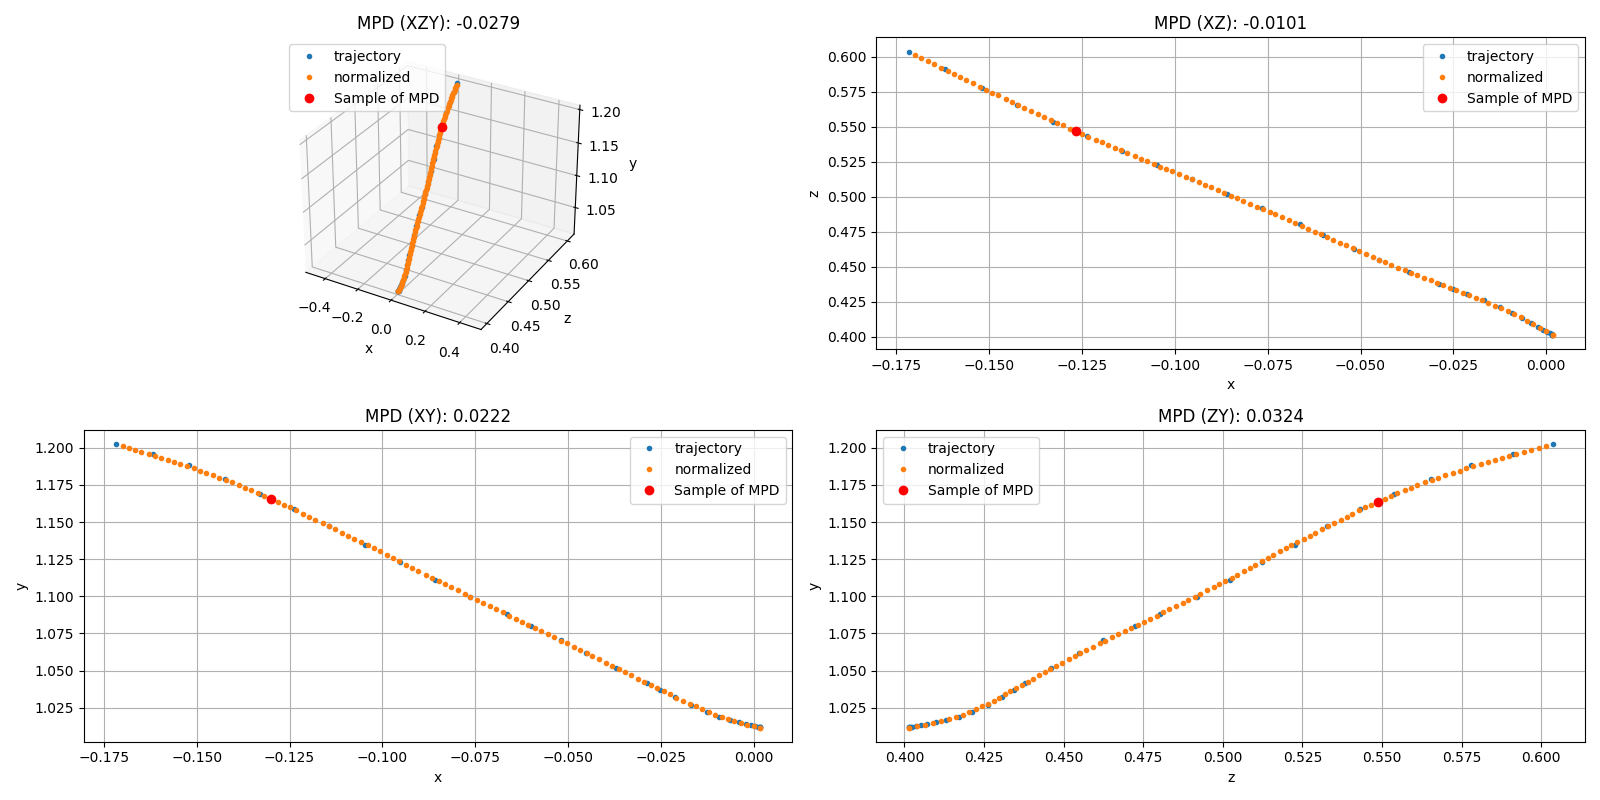 MPD (XZY): -0.0279
trajectory
normalized
Sample of MPD
1.20
1.15
1.10
1.05
y
0.60
0.55
0.50
0.45
0.40
z
−0.4
−0.2
0.0
0.2
0.4
x
MPD (XZ): -0.0101
trajectory
normalized
Sample of MPD
0.600
0.575
0.550
0.525
0.500
0.475
0.450
0.425
0.400
z
−0.175 −0.150 −0.125 −0.100 −0.075 −0.050 −0.025 0.000
x
MPD (XY): 0.0222
trajectory
normalized
Sample of MPD
1.200
1.175
1.150
1.125
1.100
1.075
1.050
1.025
y
−0.175 −0.150 −0.125 −0.100 −0.075 −0.050 −0.025 0.000
x
MPD (ZY): 0.0324
trajectory
normalized
Sample of MPD
1.200
1.175
1.150
1.125
1.100
1.075
1.050
1.025
y
0.400 0.425 0.450 0.475 0.500 0.525 0.550 0.575 0.600
z